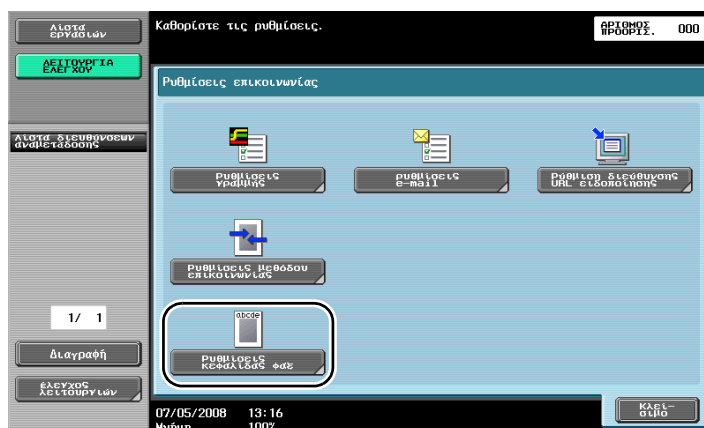 Λίστα
εργασιών
Καθορίστε τις ρυθμίσεις.
ΑΡΙΘΜΟΣ
ΠΡΟΟΡΙΣ. 000
ΛΕΙΤΟΥΡΓΙΑ
ΕΛΕΓΧΟΥ
Ρυθμίσεις επικοινωνίας
Λίστα διευθύνσεων
αναμετάδοσης
Ρυθμίσεις
γραμμής
ρυθμίσεις
e-mail
Ρύθμιση διεύθυνσης
URL ειδοποίησης
Ρυθμίσεις μεθόδου
επικοινωνίας
abcde
Ρυθμίσεις
κεφαλίδας φαξ
1/ 1
Διαγραφή
έλεγχος
λειτουργιών
07/05/2008 13:16
Μνήμη 100%
Κλεί-
σιμο